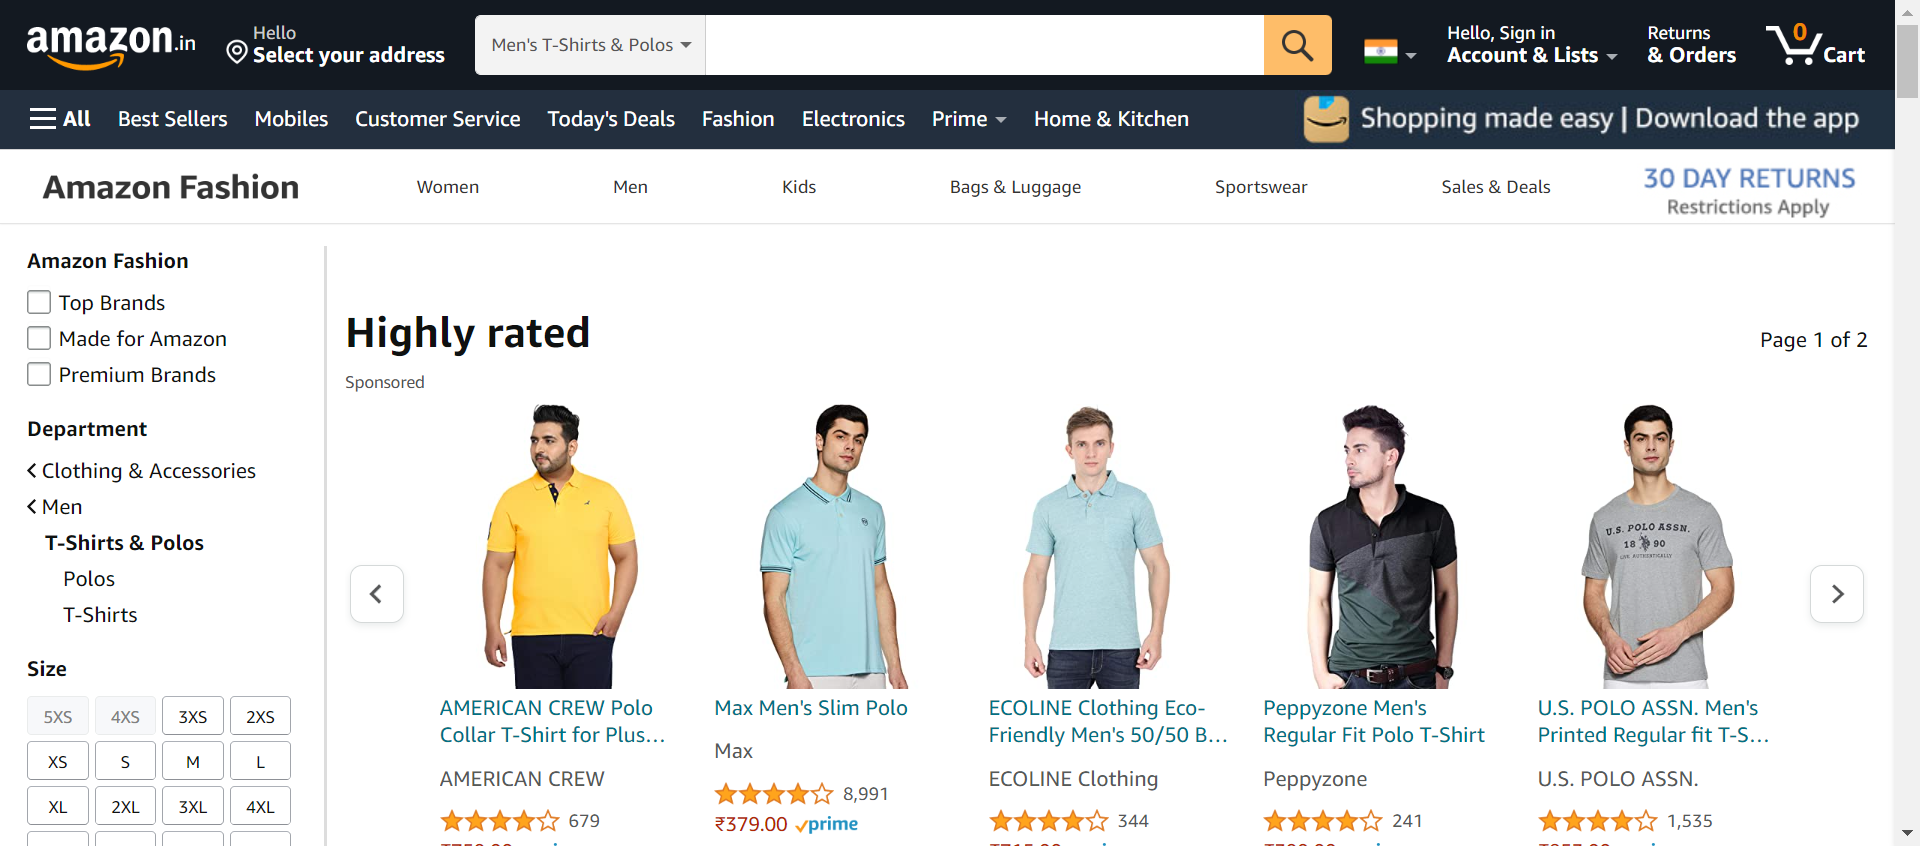 amazon.in
Hello
Select your address
Men's T-Shirts & Polos
Hello, Sign in
Account & Lists
Returns
& Orders
0
Cart
All
Best Sellers
Mobiles
Customer Service
Today's Deals
Fashion
Electronics
Prime
Home & Kitchen
Shopping made easy | Download the app
Amazon Fashion
Women
Men
Kids
Bags & Luggage
Sportswear
Sales & Deals
30 DAY RETURNS
Restrictions Apply
Amazon Fashion
Top Brands
Made for Amazon
Premium Brands
Department
Clothing & Accessories
Men
T-Shirts & Polos
Polos
T-Shirts
Size
5XS 4XS 3XS 2XS
XS S M L
XL 2XL 3XL 4XL
Highly rated
Page 1 of 2
Sponsored
AMERICAN CREW Polo
Collar T-Shirt for Plus...
AMERICAN CREW
679
Max Men's Slim Polo
Max
8,991
₹379.00 prime
ECOLINE Clothing Eco-
Friendly Men's 50/50 B...
ECOLINE Clothing
344
Peppyzone Men's
Regular Fit Polo T-Shirt
Peppyzone
241
U.S. POLO ASSN.
18 90
U.S. POLO ASSN. Men's
Printed Regular fit T-S...
U.S. POLO ASSN.
1,535